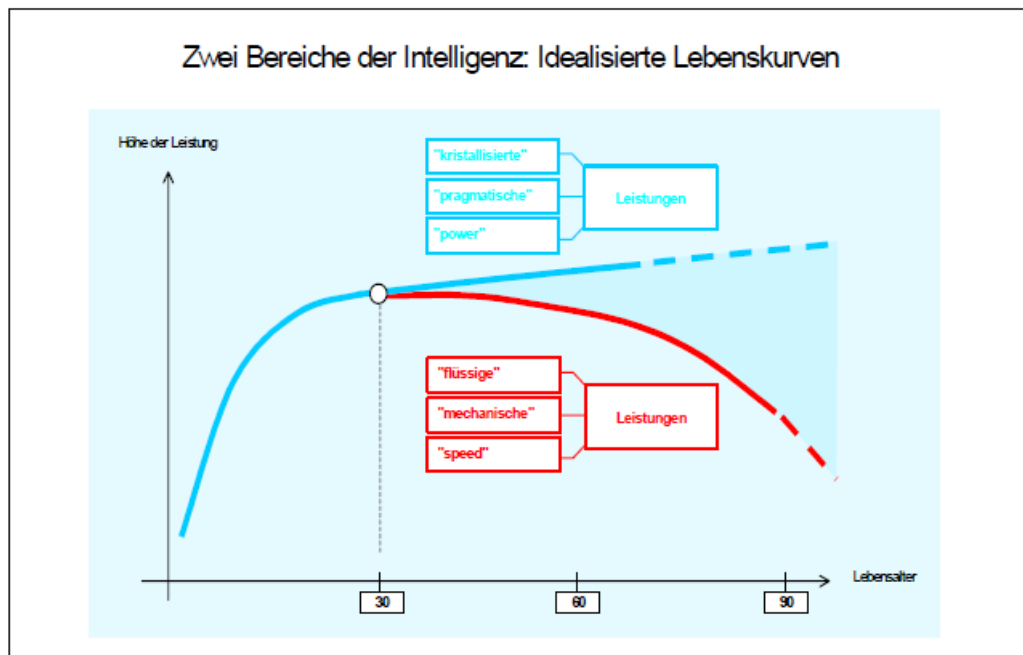 Zwei Bereiche der Intelligenz: Idealisierte Lebenskurven
Höhe der Leistung
"kristallisierte"
"pragmatische"
Leistungen
"power"
"flüssige"
"mechanische"
Leistungen
"speed"
Lebensalter
30
60
90